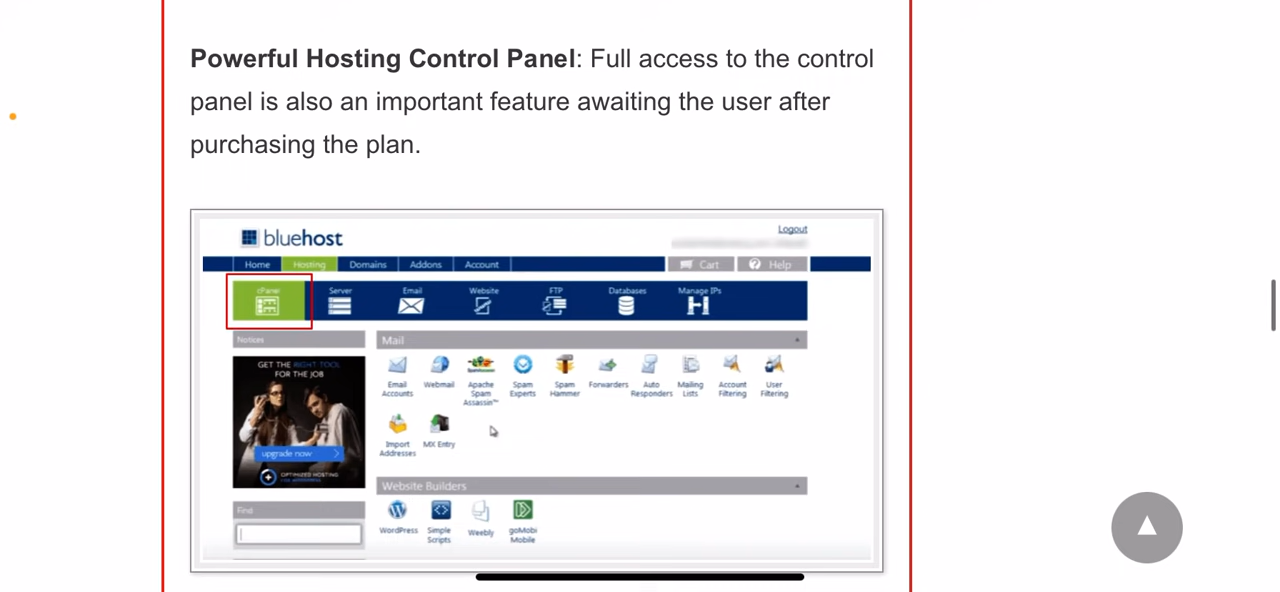 Powerful Hosting Control Panel: Full access to the control
panel is also an important feature awaiting the user after
purchasing the plan.
bluehost
Logout
Home Hosting Domains Addons Account Cart Help
cPanel Server Email Website FTP Databases Manage IPs
Notices
Mail
GET THE RIGHT TOOL
FOR THE JOB
upgrade now
OPTIMIZED HOSTING
Email Accounts
Webmail
Apache Spam Assassin™
Spam Experts
Spam Hammer
Forwarders
Auto Responders
Mailing Lists
Account Filtering
User Filtering
Import Addresses
MX Entry
Website Builders
Find
WordPress
Simple Scripts
Weebly
goMobi Mobile